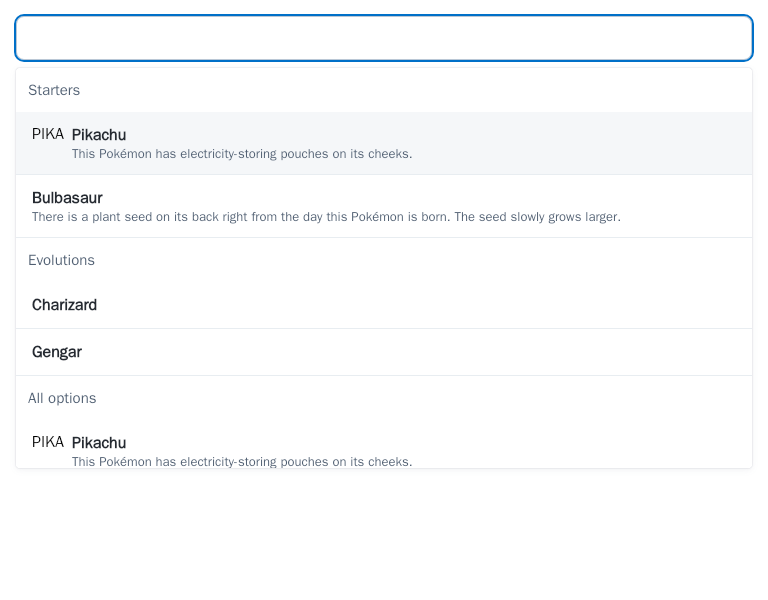 Starters
PIKA Pikachu
This Pokémon has electricity-storing pouches on its cheeks.
Bulbasaur
There is a plant seed on its back right from the day this Pokémon is born. The seed slowly grows larger.
Evolutions
Charizard
Gengar
All options
PIKA Pikachu
This Pokémon has electricity-storing pouches on its cheeks.